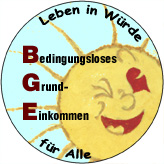 Leben in Würde
Bedingungsloses
Grund-
Einkommen
für Alle